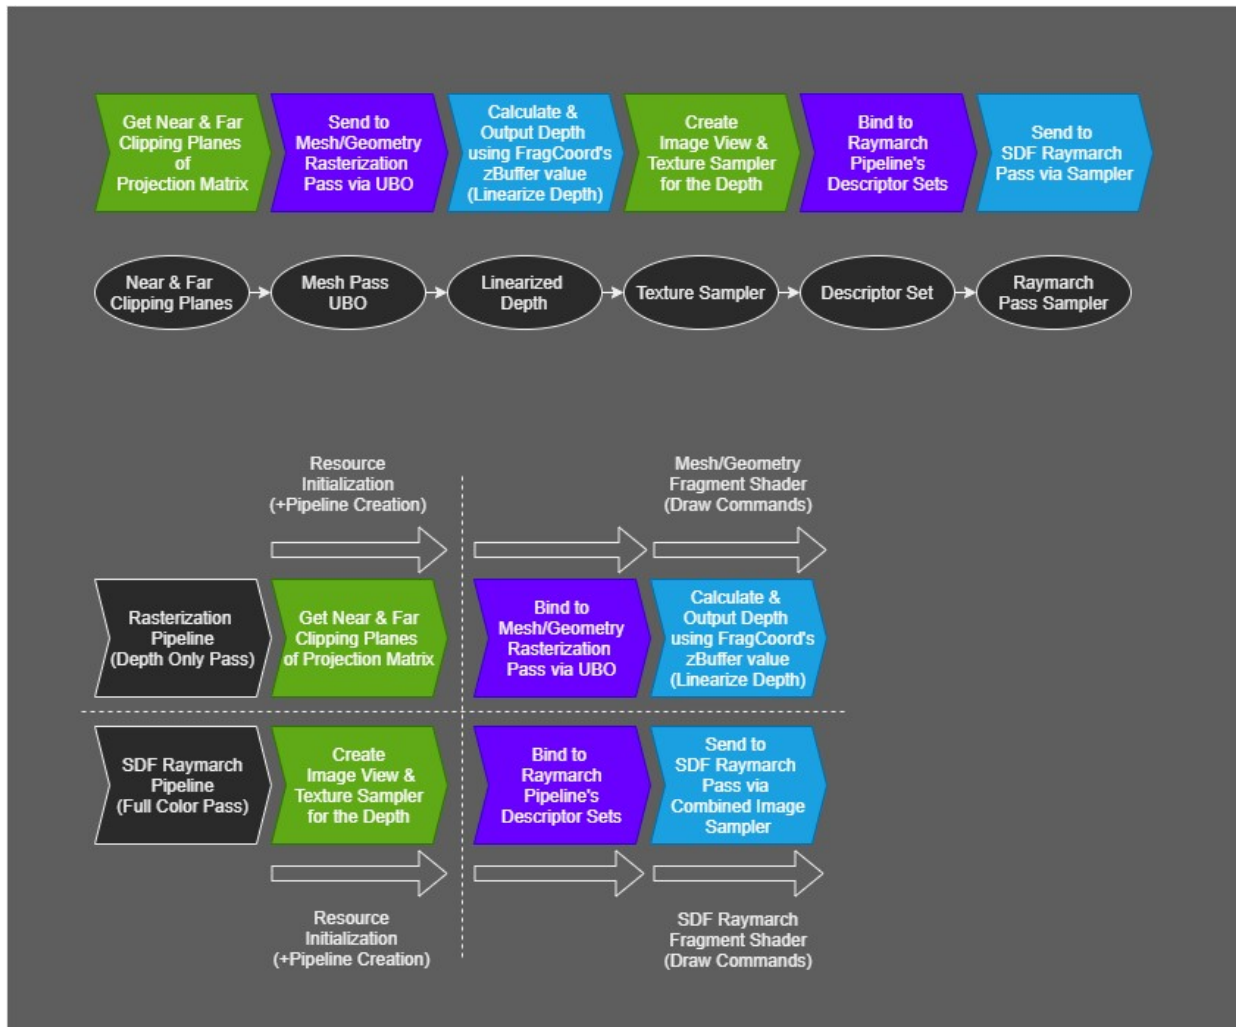 Get Near & Far
Clipping Planes
of
Projection Matrix
Send to
Mesh/Geometry
Rasterization
Pass via UBO
Calculate &
Output Depth
using FragCoord's
zBuffer value
(Linearize Depth)
Create
Image View &
Texture Sampler
for the Depth
Bind to
Raymarch
Pipeline's
Descriptor Sets
Send to
SDF Raymarch
Pass via Sampler
Near & Far
Clipping Planes
Mesh Pass
UBO
Linearized
Depth
Texture Sampler
Descriptor Set
Raymarch
Pass Sampler
Resource
Initialization
(+Pipeline Creation)
Mesh/Geometry
Fragment Shader
(Draw Commands)
Rasterization
Pipeline
(Depth Only Pass)
Get Near & Far
Clipping Planes
of Projection Matrix
Bind to
Mesh/Geometry
Rasterization
Pass via UBO
Calculate &
Output Depth
using FragCoord's
zBuffer value
(Linearize Depth)
SDF Raymarch
Pipeline
(Full Color Pass)
Create
Image View &
Texture Sampler
for the Depth
Bind to
Raymarch
Pipeline's
Descriptor Sets
Send to
SDF Raymarch
Pass via
Combined Image
Sampler
Resource
Initialization
(+Pipeline Creation)
SDF Raymarch
Fragment Shader
(Draw Commands)